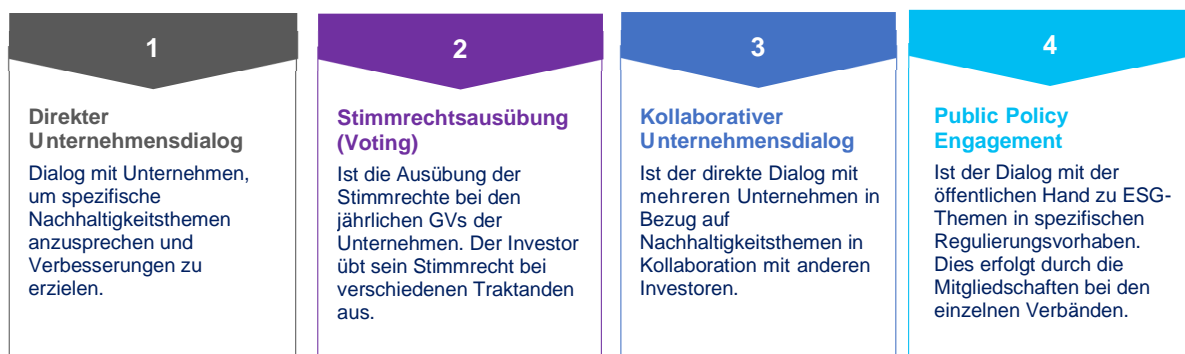 1
Direkter
Unternehmensdialog
Dialog mit Unternehmen,
um spezifische
Nachhaltigkeitsthemen
anzusprechen und
Verbesserungen zu
erzielen.
2
Stimmrechtsausübung
(Voting)
Ist die Ausübung der
Stimmrechte bei den
jährlichen GVs der
Unternehmen. Der Investor
übt sein Stimmrecht bei
verschiedenen Traktanden
aus.
3
Kollaborativer
Unternehmensdialog
Ist der direkte Dialog mit
mehreren Unternehmen in
Bezug auf
Nachhaltigkeitsthemen in
Kollaboration mit anderen
Investoren.
4
Public Policy
Engagement
Ist der Dialog mit der
öffentlichen Hand zu ESG-
Themen in spezifischen
Regulierungsvorhaben.
Dies erfolgt durch die
Mitgliedschaften bei den
einzelnen Verbänden.